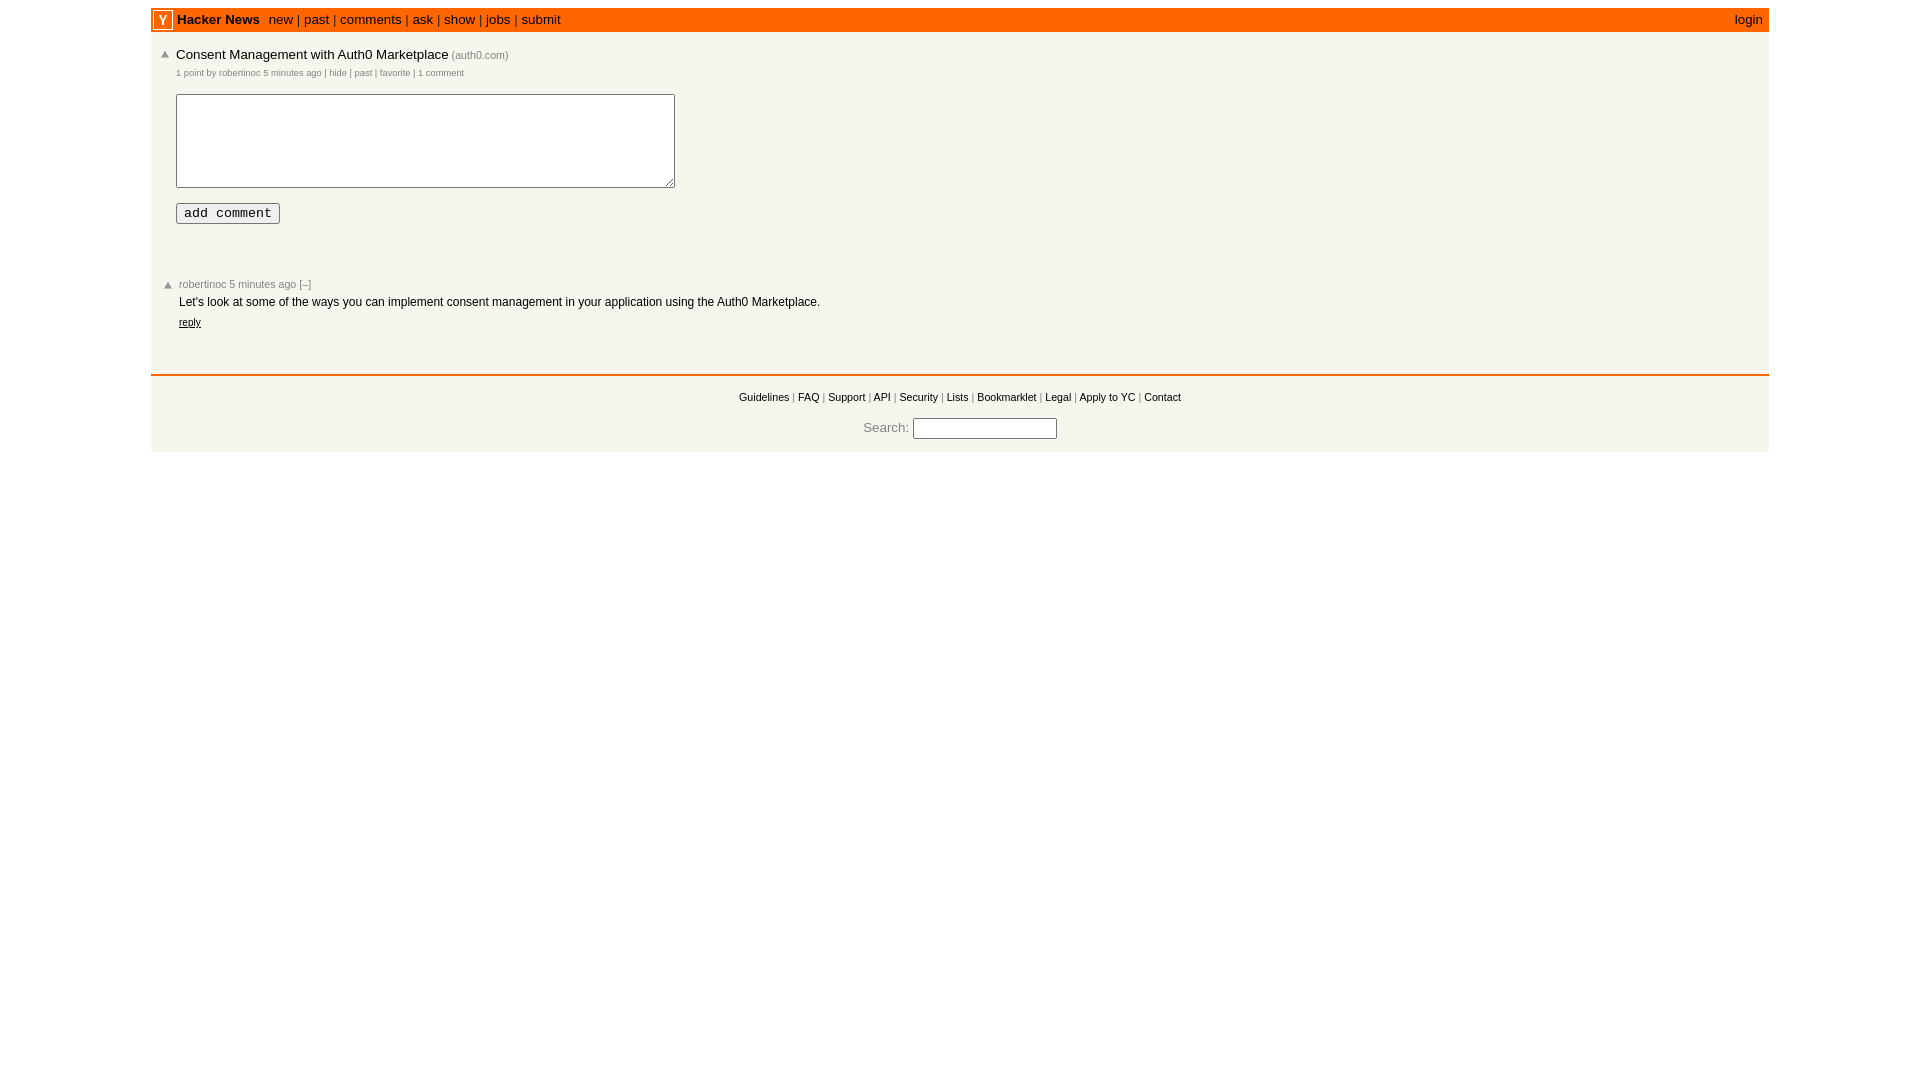 Y Hacker News new | past | comments | ask | show | jobs | submit login
Consent Management with Auth0 Marketplace (auth0.com)
1 point by robertinoc 5 minutes ago | hide | past | favorite | 1 comment
add comment
robertinoc 5 minutes ago [–]
Let's look at some of the ways you can implement consent management in your application using the Auth0 Marketplace.
reply
Guidelines | FAQ | Support | API | Security | Lists | Bookmarklet | Legal | Apply to YC | Contact
Search: